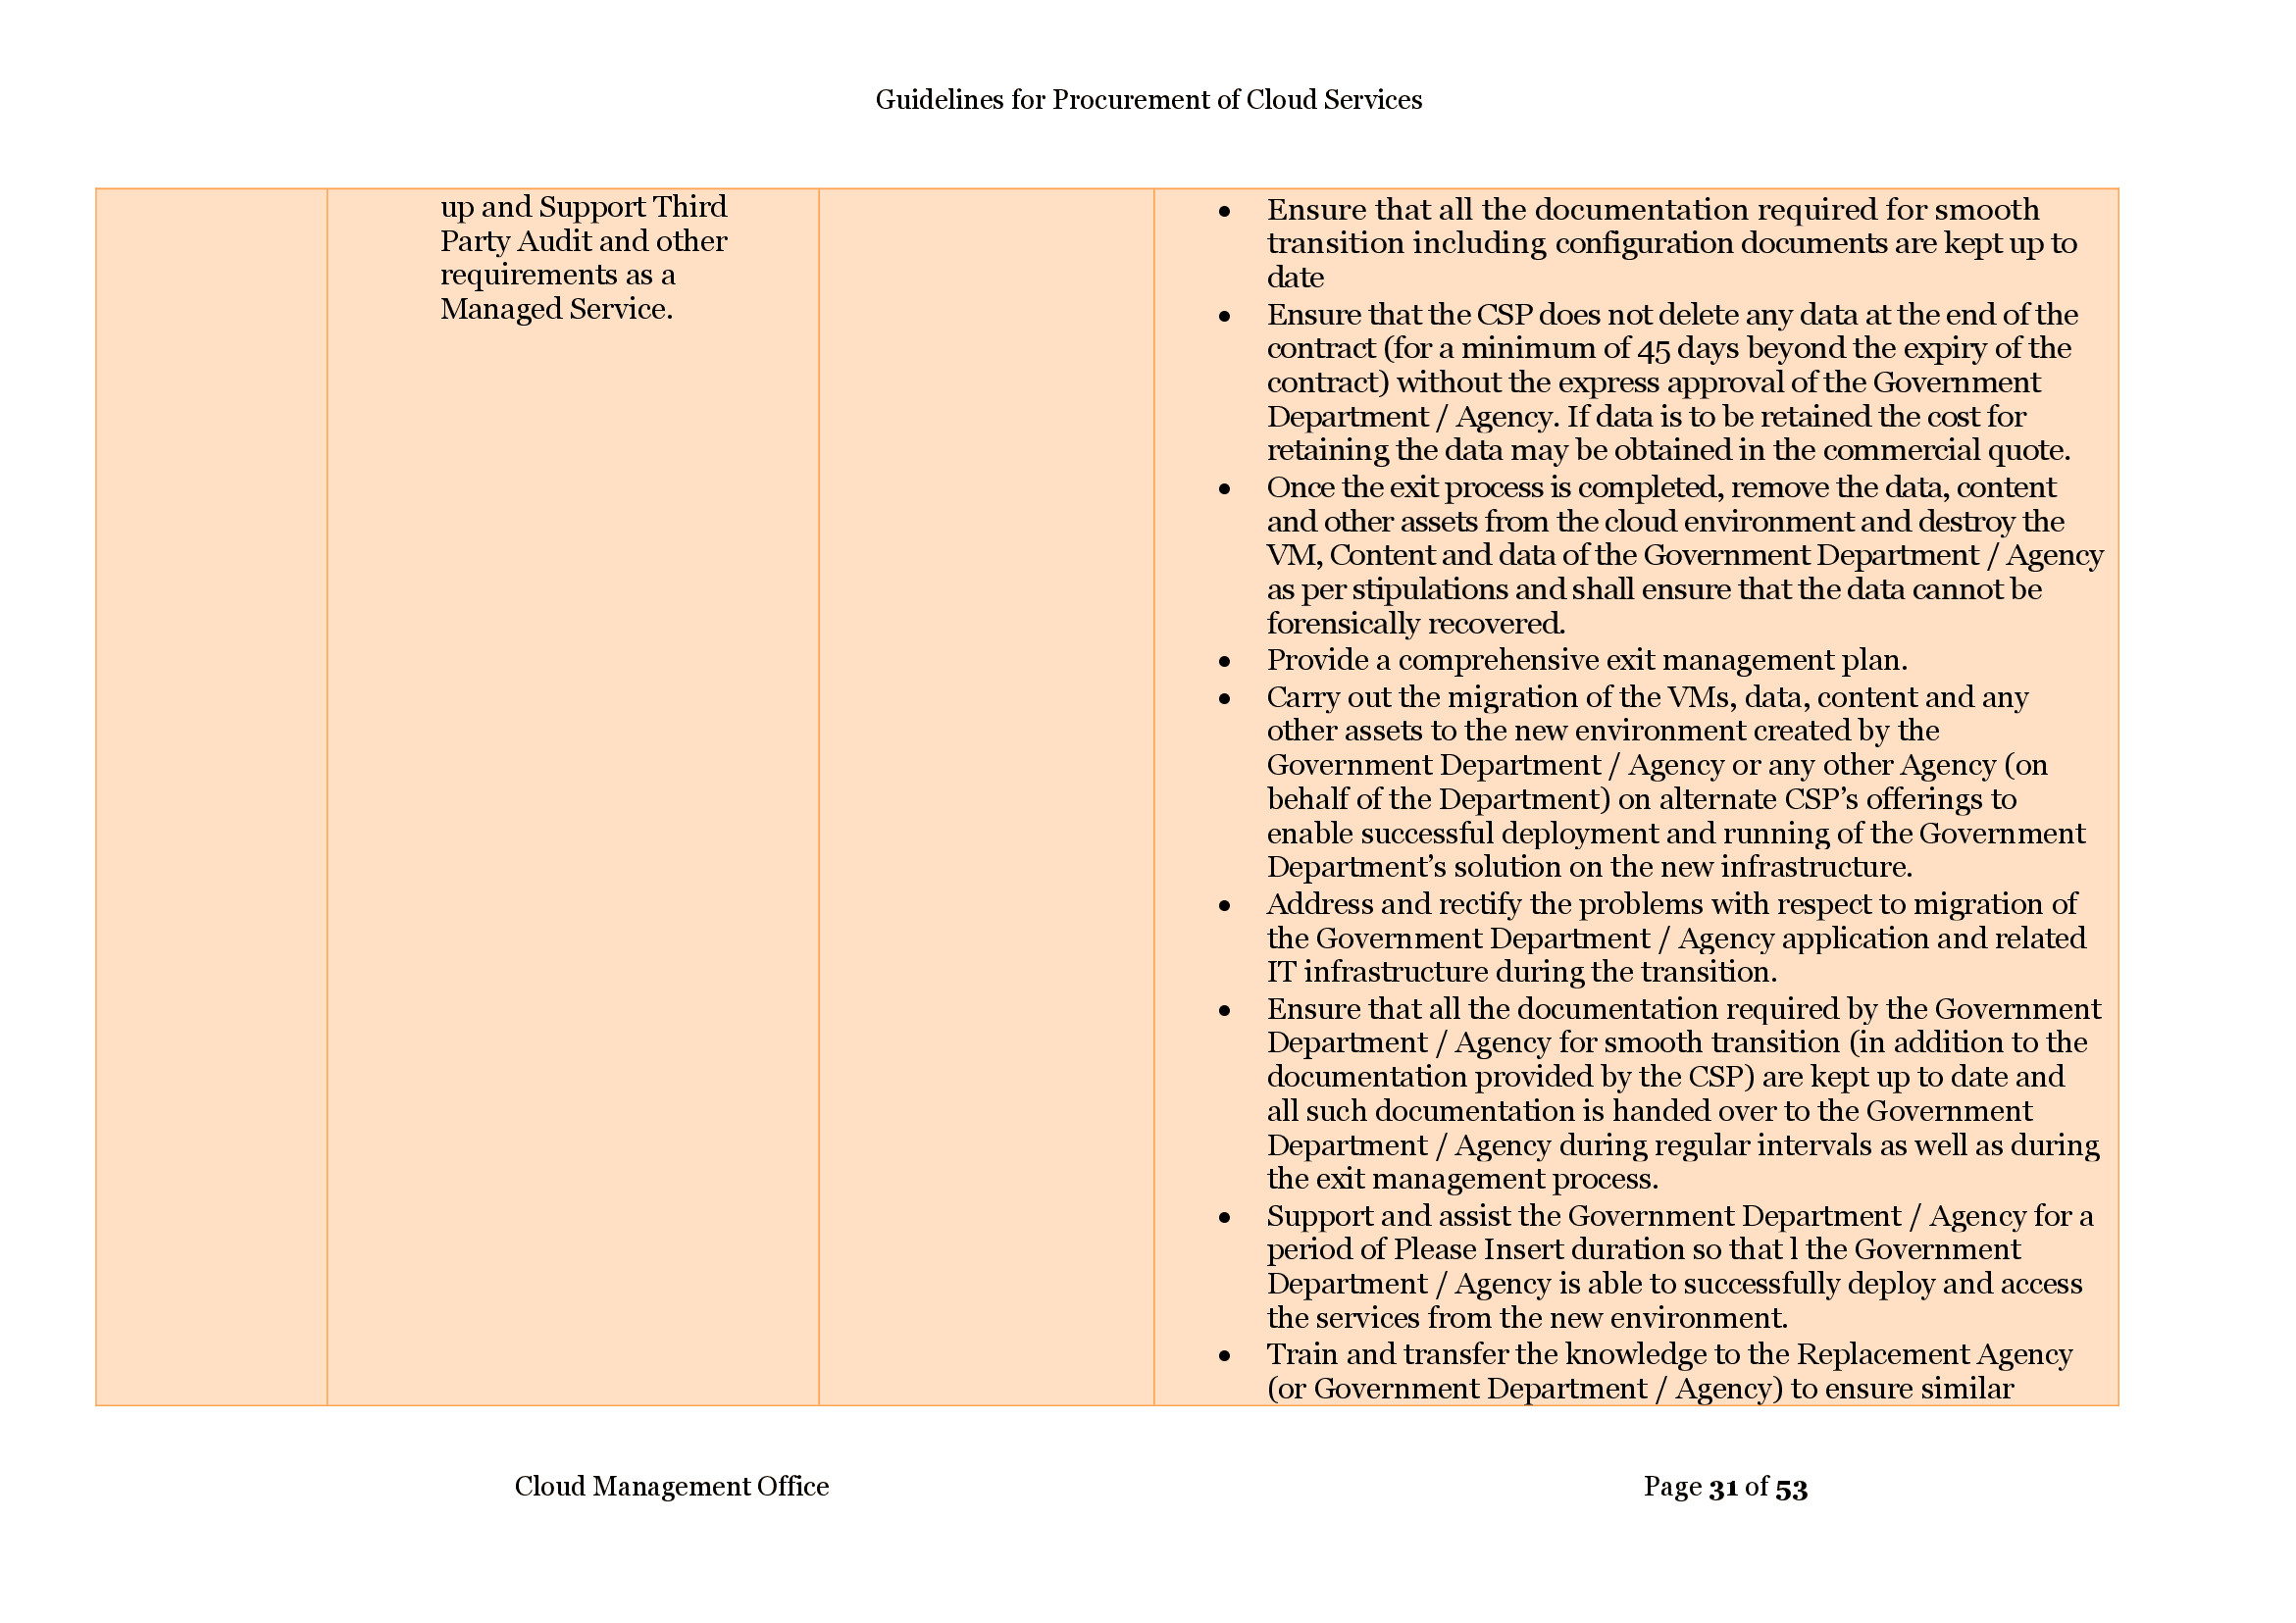 Guidelines for Procurement of Cloud Services
up and Support Third
Party Audit and other
requirements as a
Managed Service.
• Ensure that all the documentation required for smooth
transition including configuration documents are kept up to
date
• Ensure that the CSP does not delete any data at the end of the
contract (for a minimum of 45 days beyond the expiry of the
contract) without the express approval of the Government
Department / Agency. If data is to be retained the cost for
retaining the data may be obtained in the commercial quote.
• Once the exit process is completed, remove the data, content
and other assets from the cloud environment and destroy the
VM, Content and data of the Government Department / Agency
as per stipulations and shall ensure that the data cannot be
forensically recovered.
• Provide a comprehensive exit management plan.
• Carry out the migration of the VMs, data, content and any
other assets to the new environment created by the
Government Department / Agency or any other Agency (on
behalf of the Department) on alternate CSP’s offerings to
enable successful deployment and running of the Government
Department’s solution on the new infrastructure.
• Address and rectify the problems with respect to migration of
the Government Department / Agency application and related
IT infrastructure during the transition.
• Ensure that all the documentation required by the Government
Department / Agency for smooth transition (in addition to the
documentation provided by the CSP) are kept up to date and
all such documentation is handed over to the Government
Department / Agency during regular intervals as well as during
the exit management process.
• Support and assist the Government Department / Agency for a
period of Please Insert duration so that l the Government
Department / Agency is able to successfully deploy and access
the services from the new environment.
• Train and transfer the knowledge to the Replacement Agency
(or Government Department / Agency) to ensure similar
Cloud Management Office
Page 31 of 53